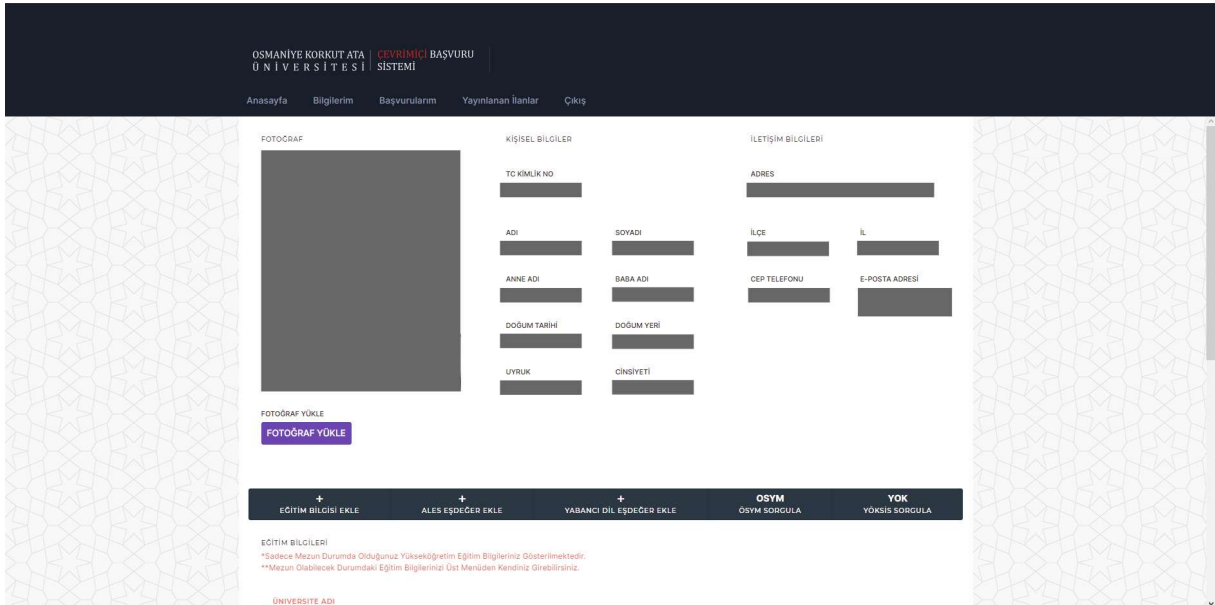 OSMANİYE KORKUT ATA
ÜNİVERSİTESİ
ÇEVRİMİÇİ BAŞVURU
SİSTEMİ
Anasayfa Bilgilerim Başvurularım Yayınlanan İlanlar Çıkış
FOTOĞRAF
KİŞİSEL BİLGİLER
İLETİŞİM BİLGİLERİ
TC KİMLİK NO
ADRES
ADI SOYADI
İLÇE İL
ANNE ADI BABA ADI
CEP TELEFONU E-POSTA ADRESİ
DOĞUM TARİHİ DOĞUM YERİ
UYRUK CİNSİYETİ
FOTOĞRAF YÜKLE
FOTOĞRAF YÜKLE
+ + + OSYM YOK
EĞİTİM BİLGİSİ EKLE ALES EŞDEĞER EKLE YABANCI DİL EŞDEĞER EKLE ÖSYM SORGULA YÖKSİS SORGULA
EĞİTİM BİLGİLERİ
*Sadece Mezun Durumda Olduğunuz Yükseköğretim Eğitim Bilgileriniz Gösterilmektedir.
**Mezun Olabilecek Durumdaki Eğitim Bilgilerinizi Üst Menüden Kendiniz Girebilirsiniz.
ÜNİVERSİTE ADI